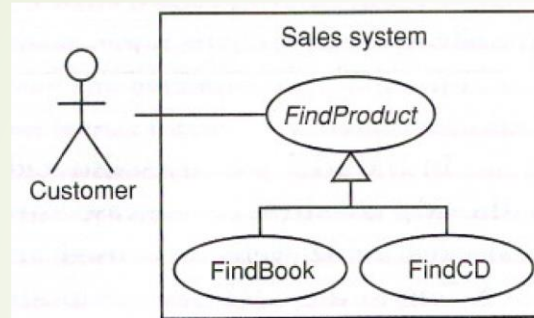 Sales system
FindProduct
Customer
FindBook
FindCD